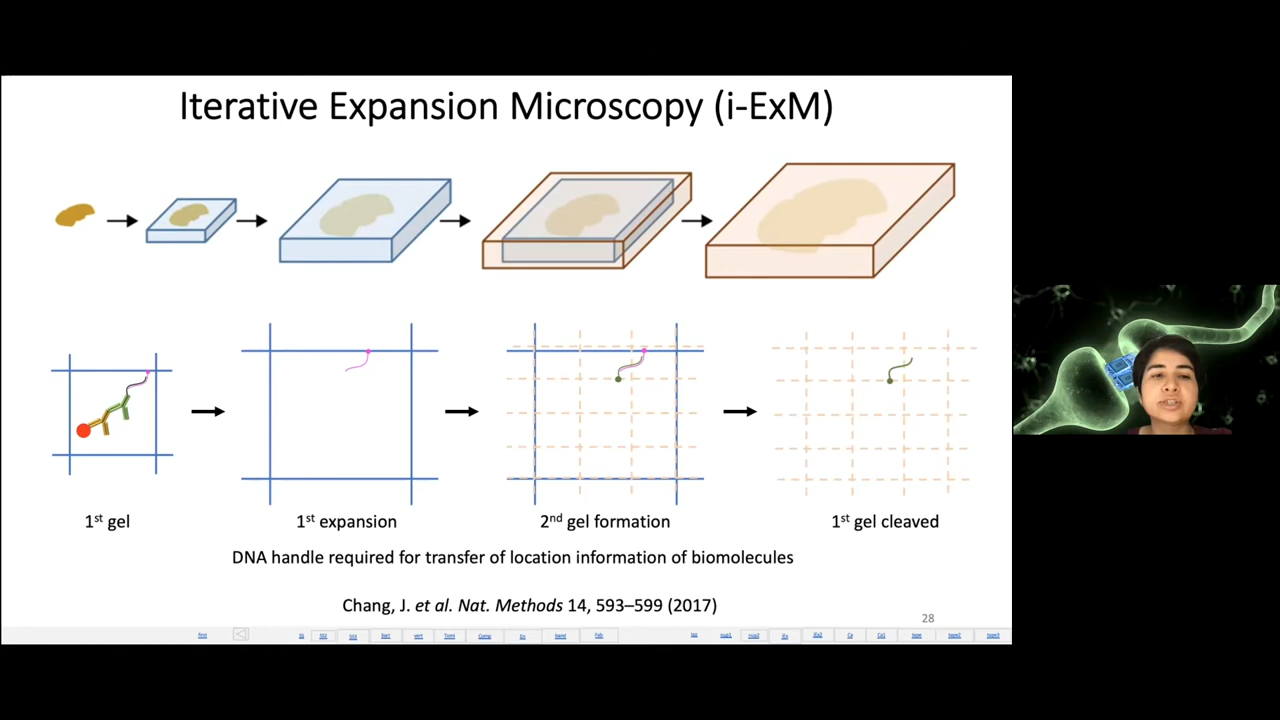 Iterative Expansion Microscopy (i-ExM)
1st gel
1st expansion
2nd gel formation
1st gel cleaved
DNA handle required for transfer of location information of biomolecules
Chang, J. et al. Nat. Methods 14, 593–599 (2017)
28